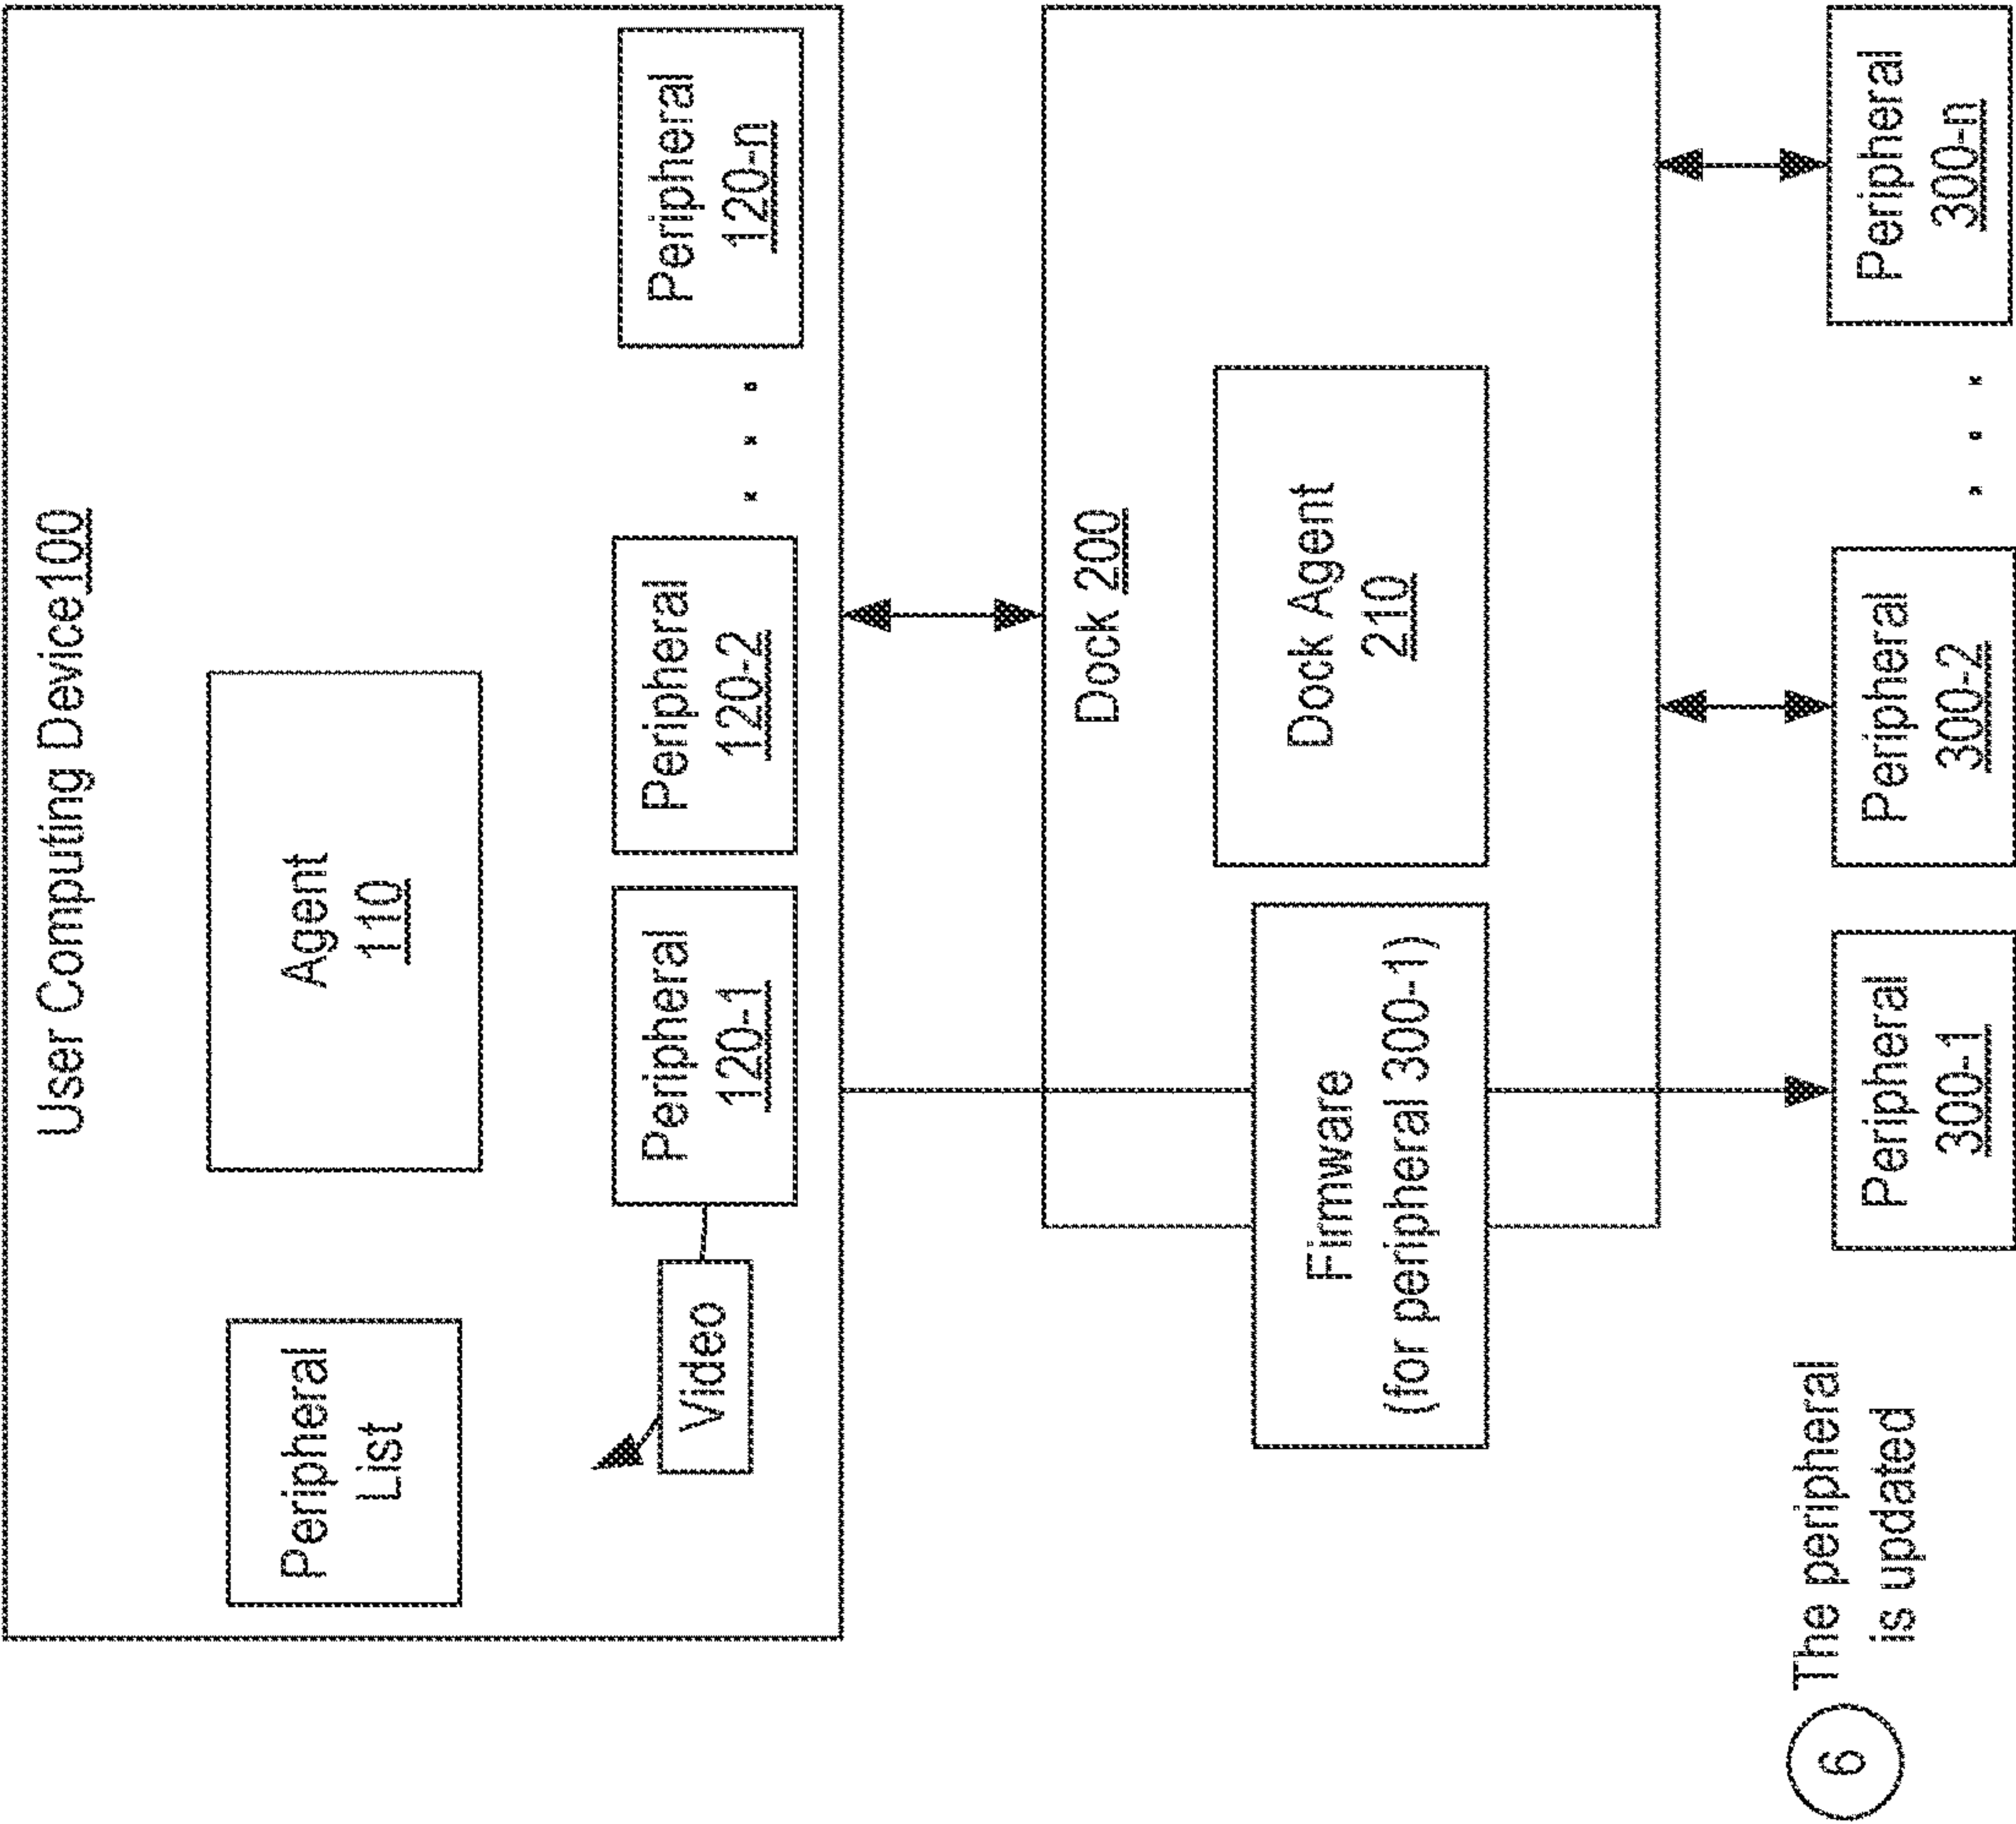 User Computing Device100
Peripheral
List
Agent
110
Video
Peripheral
120-1
Peripheral
120-2
. . .
Peripheral
120-n
Dock 200
Firmware
(for peripheral 300-1)
Dock Agent
210
6
The peripheral
is updated
Peripheral
300-1
Peripheral
300-2
. . .
Peripheral
300-n